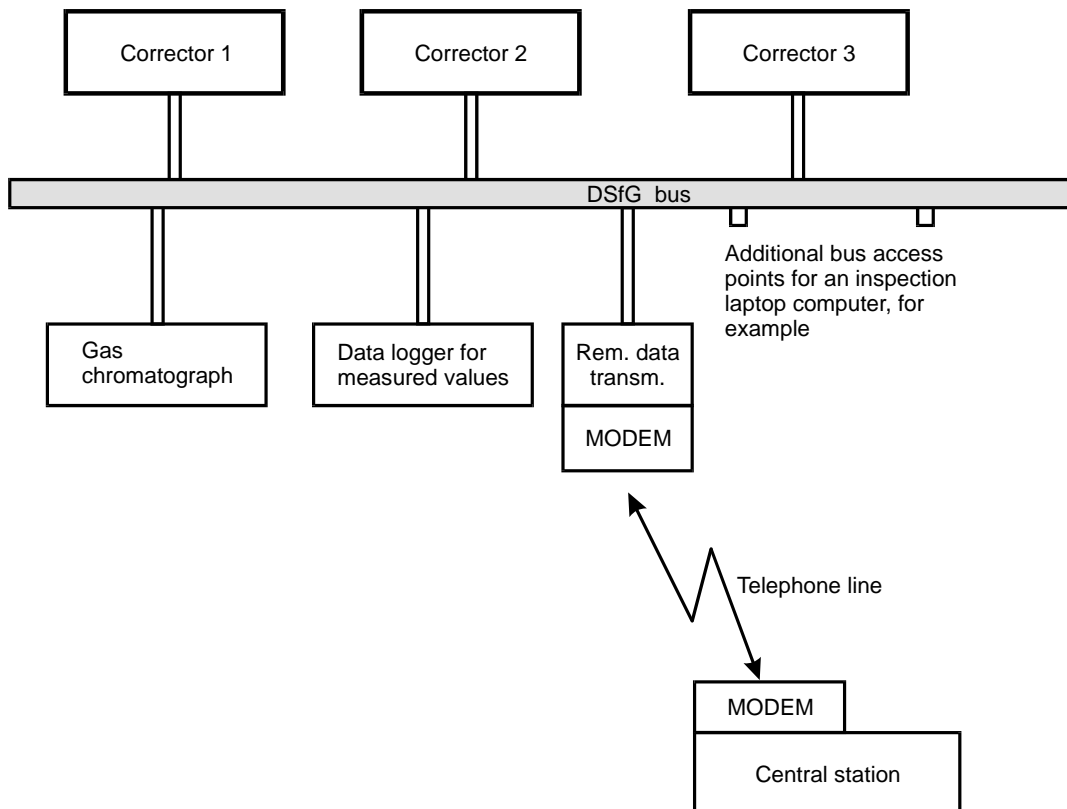 Corrector 1
Corrector 2
Corrector 3
DSfG bus
Additional bus access
points for an inspection
laptop computer, for
example
Gas
chromatograph
Data logger for
measured values
Rem. data
transm.
MODEM
Telephone line
MODEM
Central station